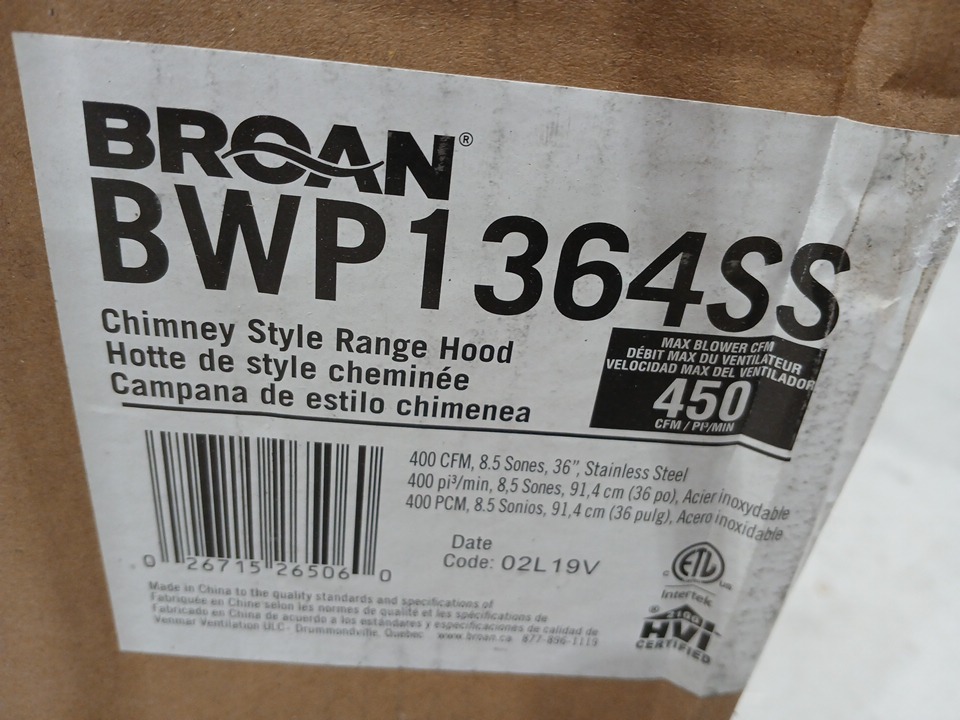 BROAN®
BWP1364SS
Chimney Style Range Hood
Hotte de style cheminée
Campana de estilo chimenea
MAX BLOWER CFM
DÉBIT MAX DU VENTILATEUR
VELOCIDAD MAX DEL VENTILADOR
450
CFM / PI³/MIN
400 CFM, 8.5 Sones, 36", Stainless Steel
400 pi³/min, 8,5 Sones, 91,4 cm (36 po), Acier inoxydable
400 PCM, 8.5 Sonios, 91,4 cm (36 pulg), Acero inoxidable
Date
Code: 02L19V
0 26715 26506 0
Made in China to the quality standards and specifications of
Fabriquée en Chine selon les normes de qualité et les spécifications
Fabricado en China de acuerdo a los estándares y especificaciones de calidad de
Venmar Ventilation ULC - Drummondville, Quebec www.broan.ca 877-896-1119
C ETL US
Intertek
HVI
CERTIFIED